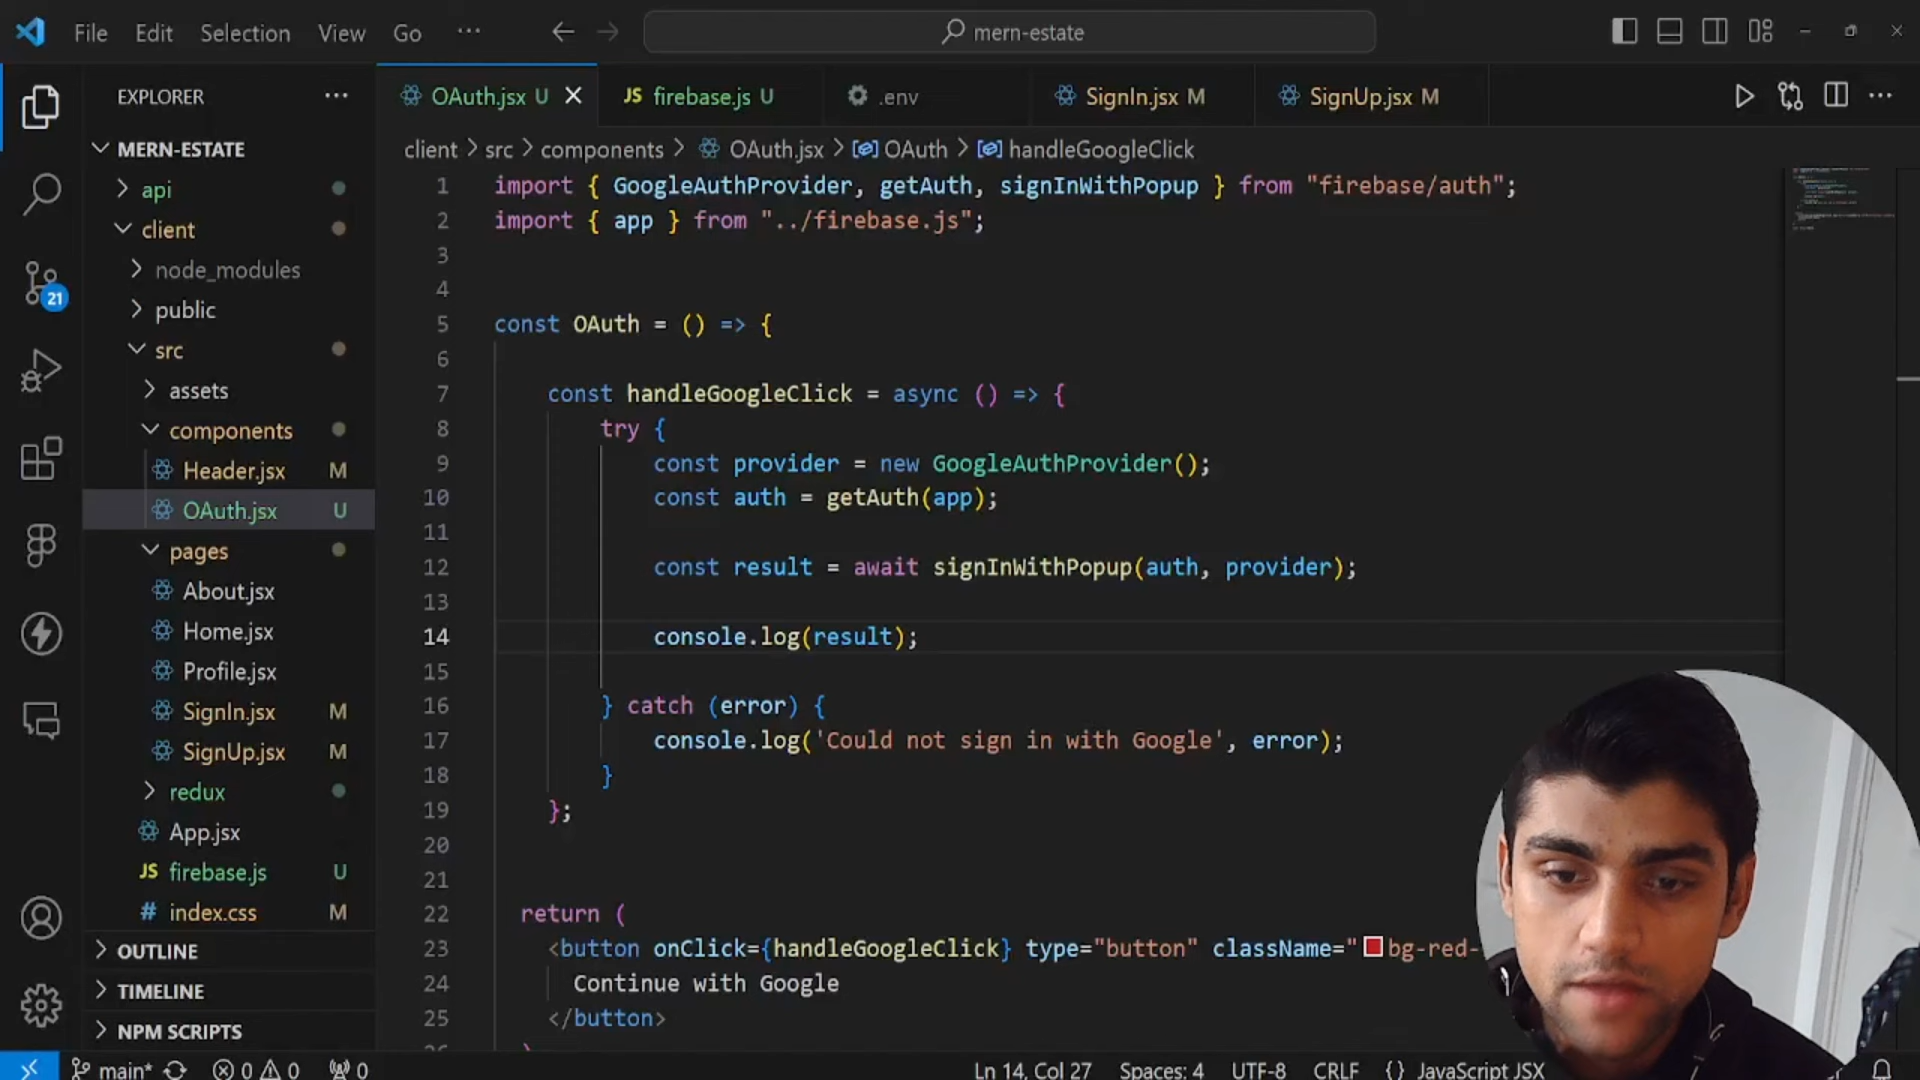 File Edit Selection View Go ··· mern-estate
EXPLORER ···
OAuth.jsx U firebase.js U .env SignIn.jsx M SignUp.jsx M
MERN-ESTATE
api
client
node_modules
public
src
assets
components
Header.jsx M
OAuth.jsx U
pages
About.jsx
Home.jsx
Profile.jsx
SignIn.jsx M
SignUp.jsx M
redux
App.jsx
JS firebase.js U
# index.css M
OUTLINE
TIMELINE
NPM SCRIPTS
21
client > src > components > OAuth.jsx > OAuth > handleGoogleClick
1 import { GoogleAuthProvider, getAuth, signInWithPopup } from "firebase/auth";
2 import { app } from "../firebase.js";
3
4
5 const OAuth = () => {
6
7 const handleGoogleClick = async () => {
8 try {
9 const provider = new GoogleAuthProvider();
10 const auth = getAuth(app);
11
12 const result = await signInWithPopup(auth, provider);
13
14 console.log(result);
15
16 } catch (error) {
17 console.log('Could not sign in with Google', error);
18 }
19 };
20
21
22 return (
23 <button onClick={handleGoogleClick} type="button" className="bg-red-
24 Continue with Google
25 </button>
main* 0 0 0 Ln 14, Col 27 Spaces: 4 UTF-8 CRLF {} JavaScript JSX